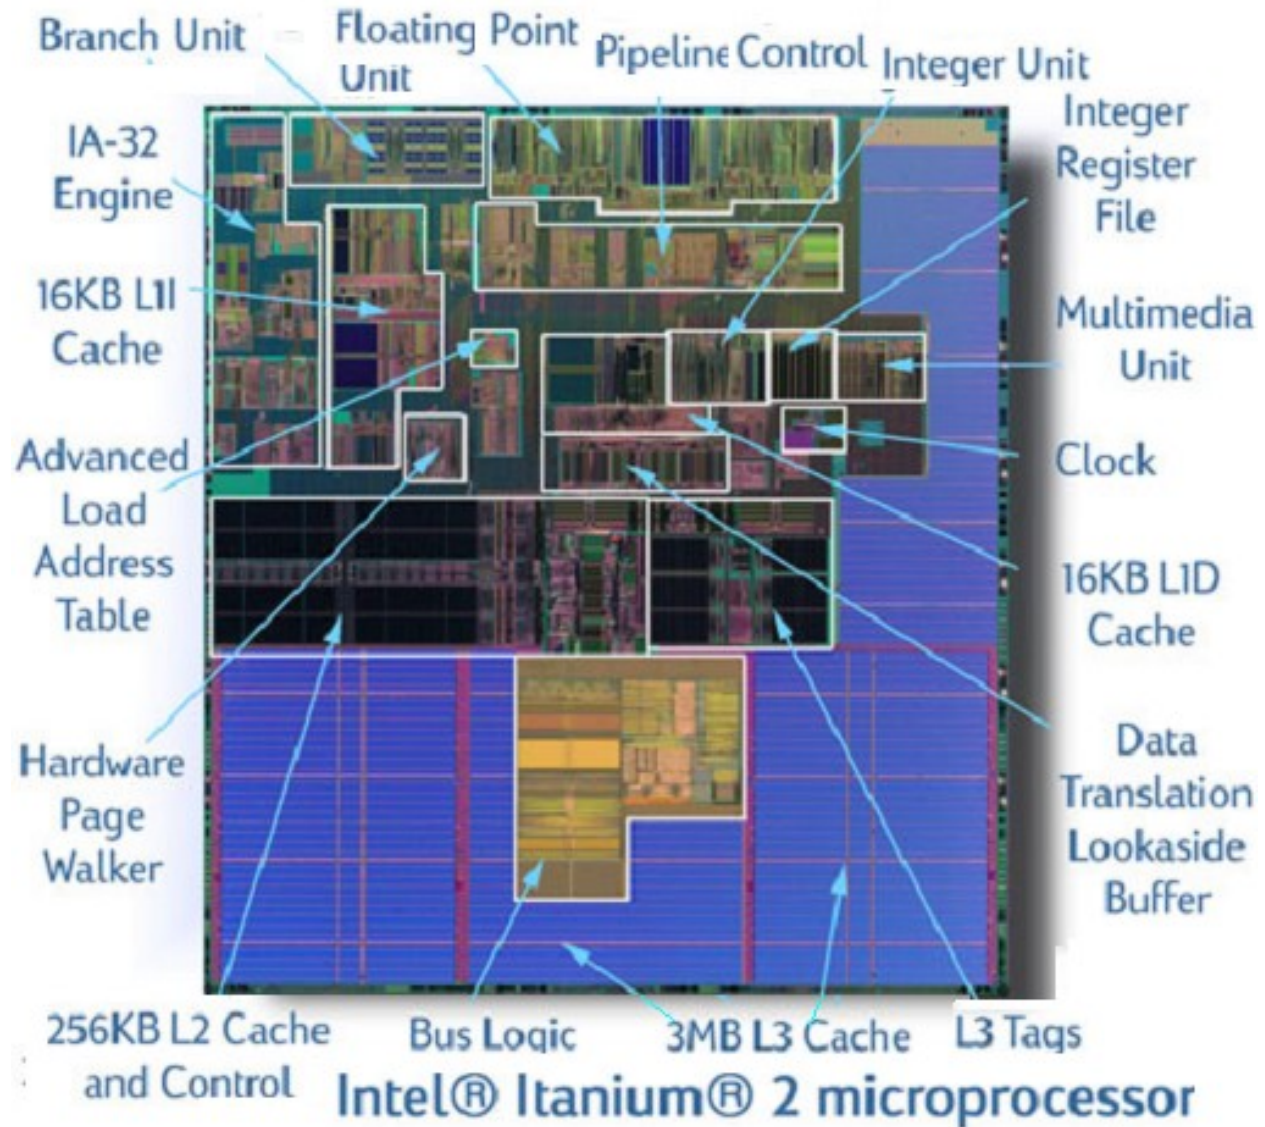 Branch Unit
Floating Point
Unit
Pipeline Control
Integer Unit
IA-32
Engine
Integer
Register
File
16KB L1I
Cache
Multimedia
Unit
Advanced
Load
Address
Table
Clock
16KB L1D
Cache
Hardware
Page
Walker
Data
Translation
Lookaside
Buffer
256KB L2 Cache
and Control
Bus Logic
3MB L3 Cache
L3 Tags
Intel® Itanium® 2 microprocessor